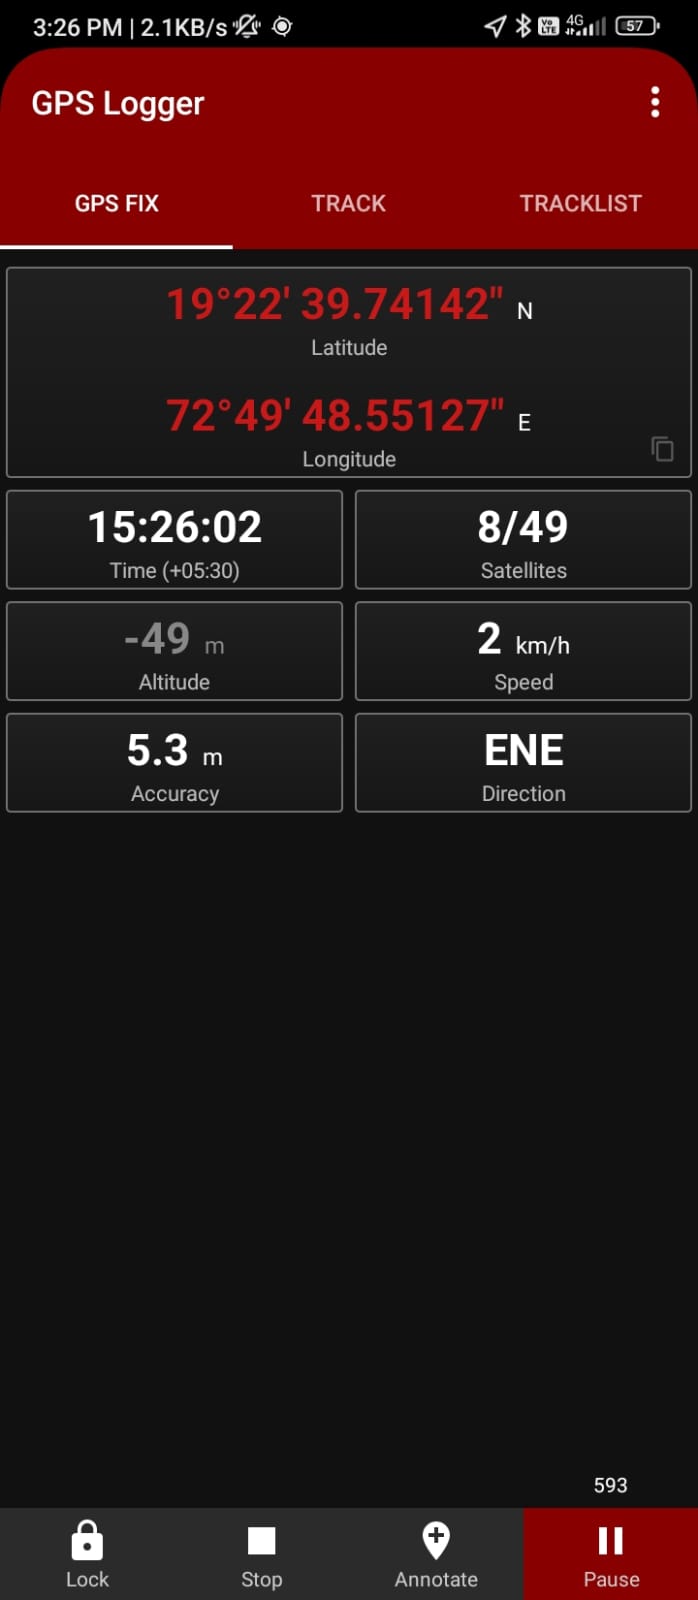 3:26 PM | 2.1KB/s Vo LTE 4G 57
GPS Logger
GPS FIX TRACK TRACKLIST
19°22' 39.74142" N
Latitude
72°49' 48.55127" E
Longitude
15:26:02 8/49
Time (+05:30) Satellites
-49 m 2 km/h
Altitude Speed
5.3 m ENE
Accuracy Direction
593
Lock Stop Annotate Pause